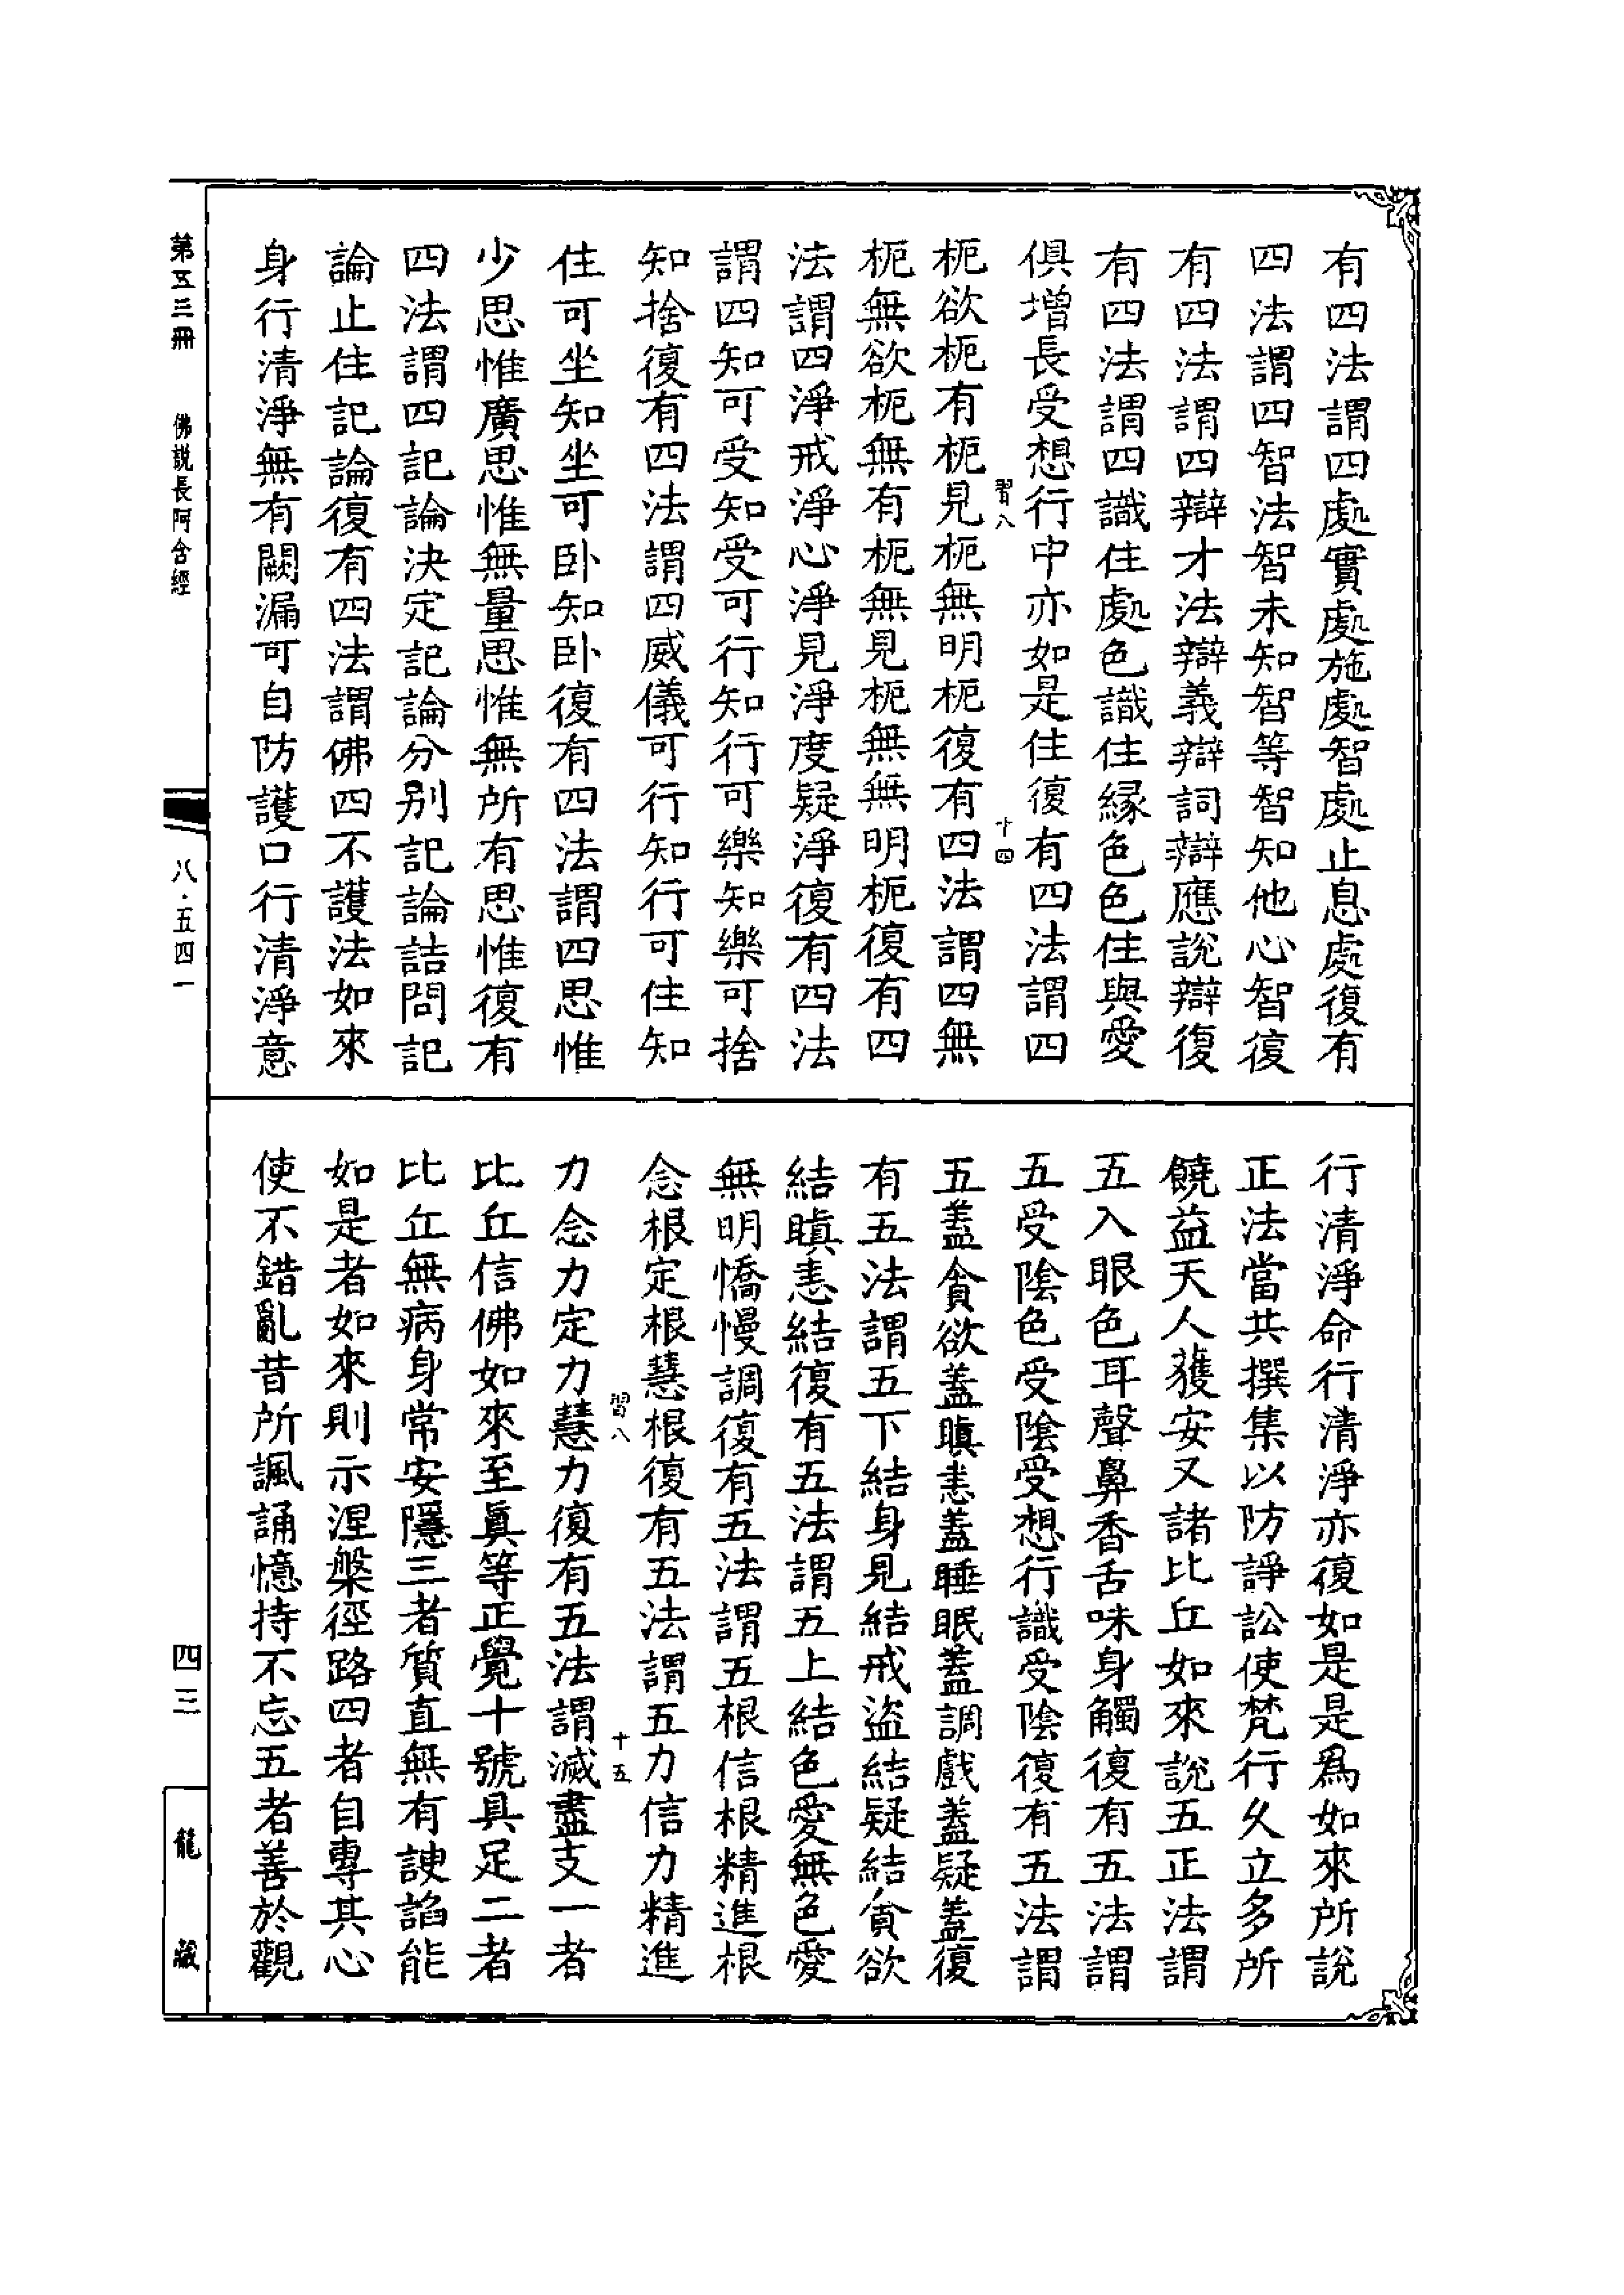 有四法謂四處實處施處智處止息處復有
四法謂四智法智未知智等智知他心智復
有四法謂四辯才法辯義辯詞辯應說辯復
有四法謂四識住處色識住緣色色住與愛
俱增長受想行中亦如是住復有四法謂四
習八
十四
枙欲枙有枙見枙無明枙復有四法謂四無
枙無欲枙無有枙無見枙無無明枙復有四
法謂四淨戒淨心淨見淨度疑淨復有四法
謂四知可受知受可行知行可樂知樂可捨
知捨復有四法謂四威儀可行知行可住知
住可坐知坐可卧知卧復有四法謂四思惟
少思惟廣思惟無量思惟無所有思惟復有
四法謂四記論決定記論分別記論詰問記
論止住記論復有四法謂佛四不護法如來
身行清淨無有闕漏可自防護口行清淨意
行清淨命行清淨亦復如是是爲如來所說
正法當共撰集以防諍訟使梵行久立多所
饒益天人獲安又諸比丘如來說五正法謂
五入眼色耳聲鼻香舌味身觸復有五法謂
五受陰色受陰受想行識受陰復有五法謂
五蓋貪欲蓋瞋恚蓋睡眠蓋調戲蓋疑蓋復
有五法謂五下結身見結戒盜結疑結貪欲
結瞋恚結復有五法謂五上結色愛無色愛
無明憍慢調復有五法謂五根信根精進根
念根定根慧根復有五法謂五力信力精進
習八
十五
力念力定力慧力復有五法謂滅盡支一者
比丘信佛如來至眞等正覺十號具足二者
比丘無病身常安隱三者質直無有諛諂能
如是者如來則示涅槃徑路四者自專其心
使不錯亂昔所諷誦憶持不忘五者善於觀
第五三冊
佛說長阿含經
八·五四一
四三
龍藏